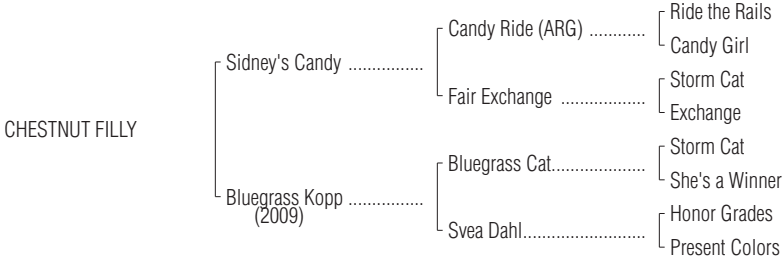 Ride the Rails
Candy Ride (ARG) ............
Candy Girl
Sidney's Candy ................
Storm Cat
Fair Exchange ..................
Exchange
CHESTNUT FILLY
Storm Cat
Bluegrass Cat....................
She's a Winner
Bluegrass Kopp ................
(2009)
Honor Grades
Svea Dahl..........................
Present Colors